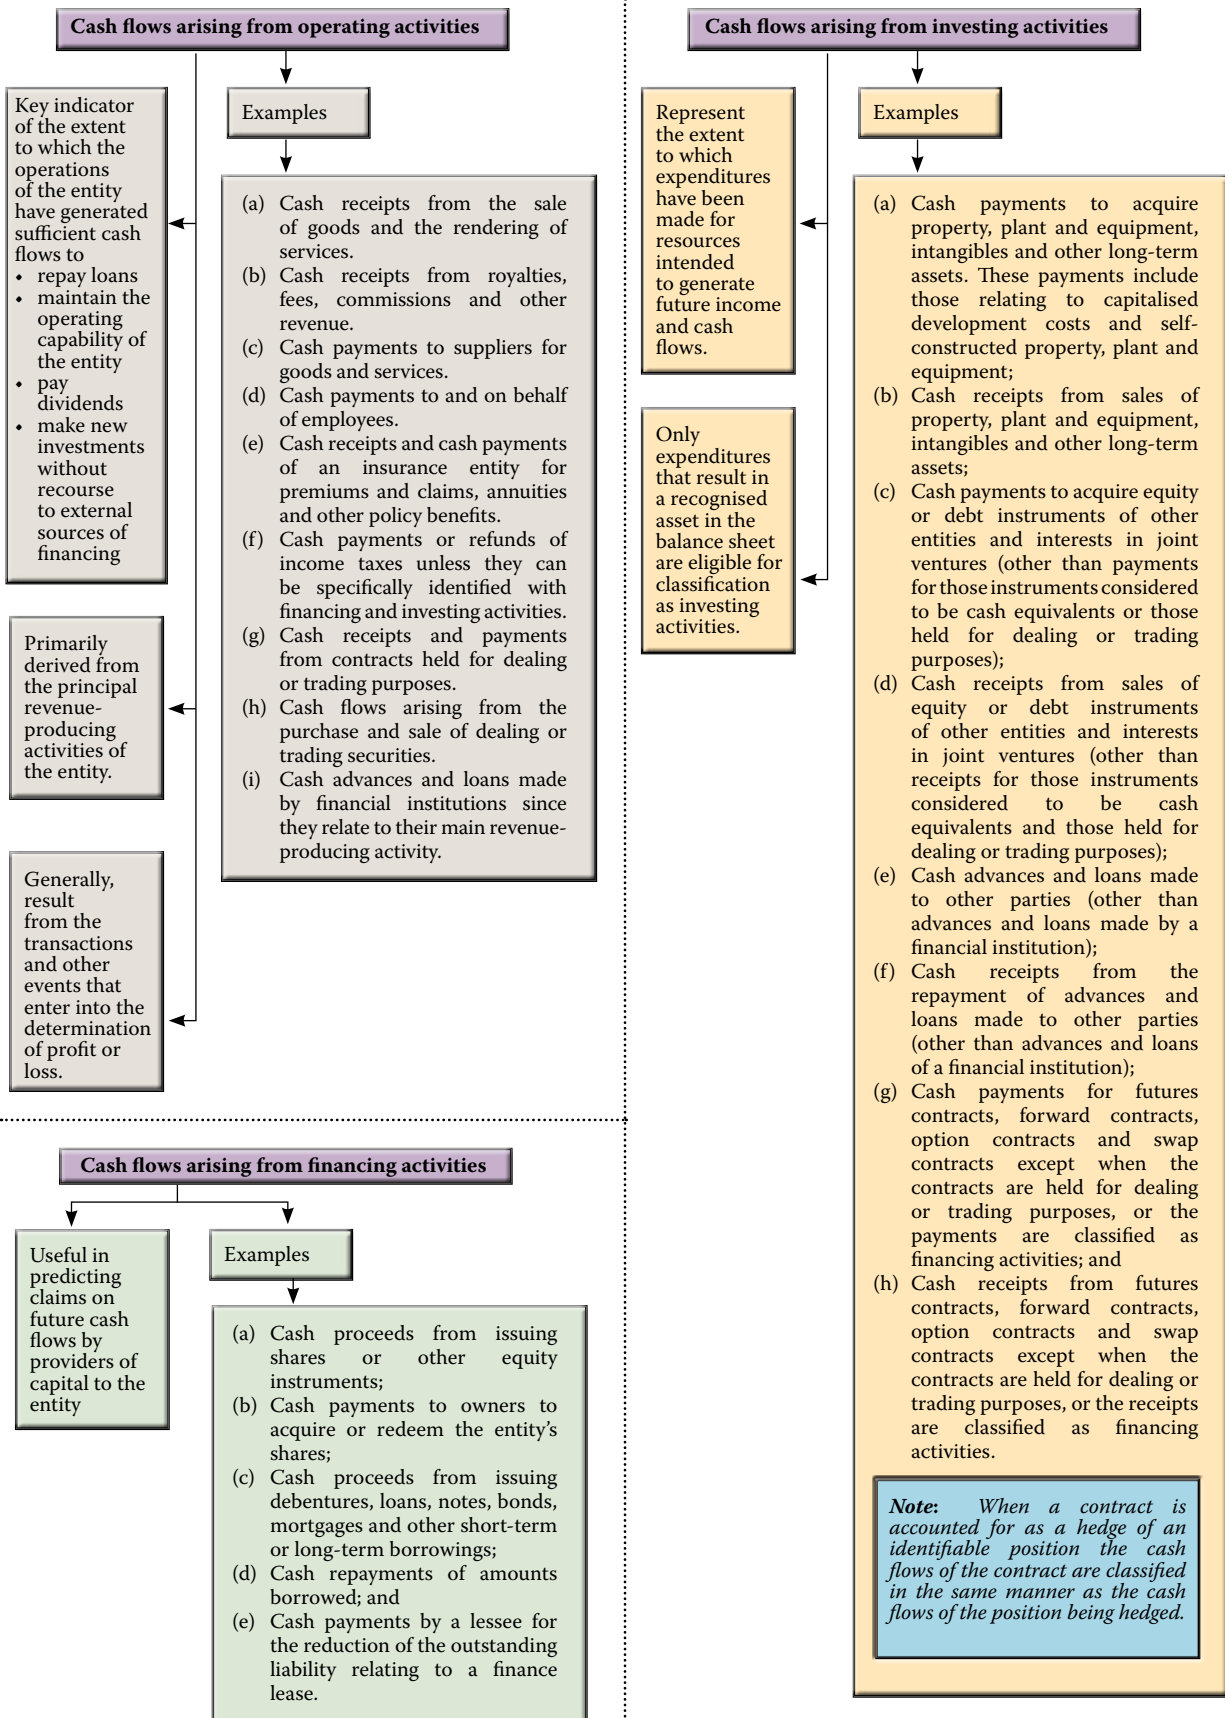 Cash flows arising from operating activities
Key indicator
of the extent
to which the
operations
of the entity
have generated
sufficient cash
flows to
• repay loans
• maintain the
operating
capability of
the entity
• pay
dividends
• make new
investments
without
recourse
to external
sources of
financing
Primarily
derived from
the principal
revenue-
producing
activities of
the entity.
Generally,
result
from the
transactions
and other
events that
enter into the
determination
of profit or
loss.
Examples
(a) Cash receipts from the sale
of goods and the rendering of
services.
(b) Cash receipts from royalties,
fees, commissions and other
revenue.
(c) Cash payments to suppliers for
goods and services.
(d) Cash payments to and on behalf
of employees.
(e) Cash receipts and cash payments
of an insurance entity for
premiums and claims, annuities
and other policy benefits.
(f) Cash payments or refunds of
income taxes unless they can
be specifically identified with
financing and investing activities.
(g) Cash receipts and payments
from contracts held for dealing
or trading purposes.
(h) Cash flows arising from the
purchase and sale of dealing or
trading securities.
(i) Cash advances and loans made
by financial institutions since
they relate to their main revenue-
producing activity.
Cash flows arising from investing activities
Represent
the extent
to which
expenditures
have been
made for
resources
intended
to generate
future income
and cash
flows.
Only
expenditures
that result in
a recognised
asset in the
balance sheet
are eligible for
classification
as investing
activities.
Examples
(a) Cash payments to acquire
property, plant and equipment,
intangibles and other long-term
assets. These payments include
those relating to capitalised
development costs and self-
constructed property, plant and
equipment;
(b) Cash receipts from sales of
property, plant and equipment,
intangibles and other long-term
assets;
(c) Cash payments to acquire equity
or debt instruments of other
entities and interests in joint
ventures (other than payments
for those instruments considered
to be cash equivalents or those
held for dealing or trading
purposes);
(d) Cash receipts from sales of
equity or debt instruments
of other entities and interests
in joint ventures (other than
receipts for those instruments
considered to be cash
equivalents and those held for
dealing or trading purposes);
(e) Cash advances and loans made
to other parties (other than
advances and loans made by a
financial institution);
(f) Cash receipts from the
repayment of advances and
loans made to other parties
(other than advances and loans
of a financial institution);
(g) Cash payments for futures
contracts, forward contracts,
option contracts and swap
contracts except when the
contracts are held for dealing
or trading purposes, or the
payments are classified as
financing activities; and
(h) Cash receipts from futures
contracts, forward contracts,
option contracts and swap
contracts except when the
contracts are held for dealing or
trading purposes, or the receipts
are classified as financing
activities.
Note: When a contract is
accounted for as a hedge of an
identifiable position the cash
flows of the contract are classified
in the same manner as the cash
flows of the position being hedged.
Cash flows arising from financing activities
Useful in
predicting
claims on
future cash
flows by
providers of
capital to the
entity
Examples
(a) Cash proceeds from issuing
shares or other equity
instruments;
(b) Cash payments to owners to
acquire or redeem the entity's
shares;
(c) Cash proceeds from issuing
debentures, loans, notes, bonds,
mortgages and other short-term
or long-term borrowings;
(d) Cash repayments of amounts
borrowed; and
(e) Cash payments by a lessee for
the reduction of the outstanding
liability relating to a finance
lease.